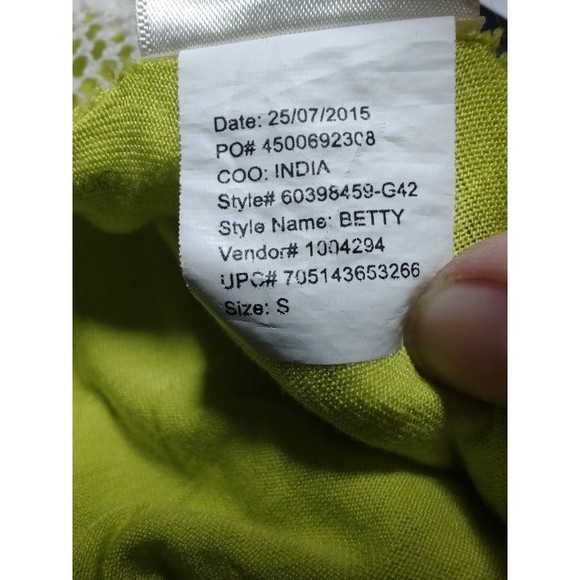 Date: 25/07/2015
PO# 4500692308
COO: INDIA
Style# 60398459-G42
Style Name: BETTY
Vendor# 1004294
UPC# 705143653266
Size: S